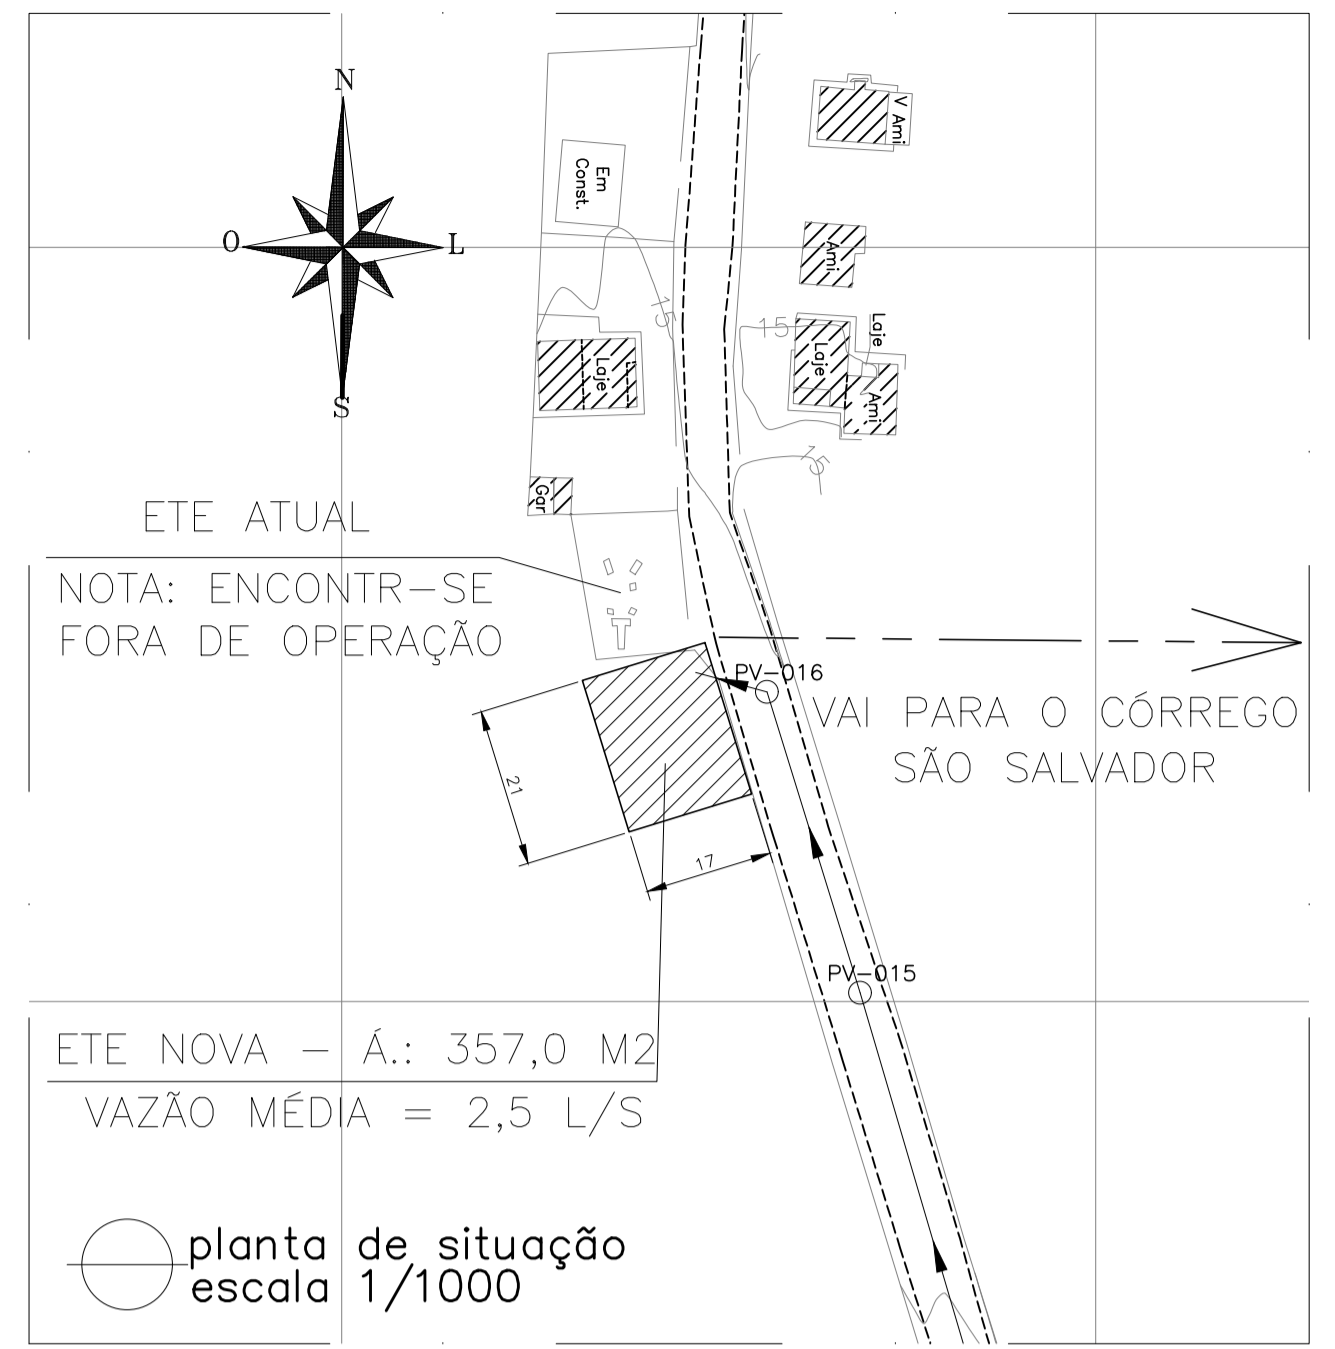 N
O
L
S
V Ami
Em
Const.
Ami
15
15
Laje
Laje
Laje
Ami
15
Gar
ETE ATUAL
NOTA: ENCONTR-SE
FORA DE OPERAÇÃO
PV-016
VAI PARA O CÓRREGO
SÃO SALVADOR
21
17
PV-015
ETE NOVA - Á.: 357,0 M2
VAZÃO MÉDIA = 2,5 L/S
planta de situação
escala 1/1000